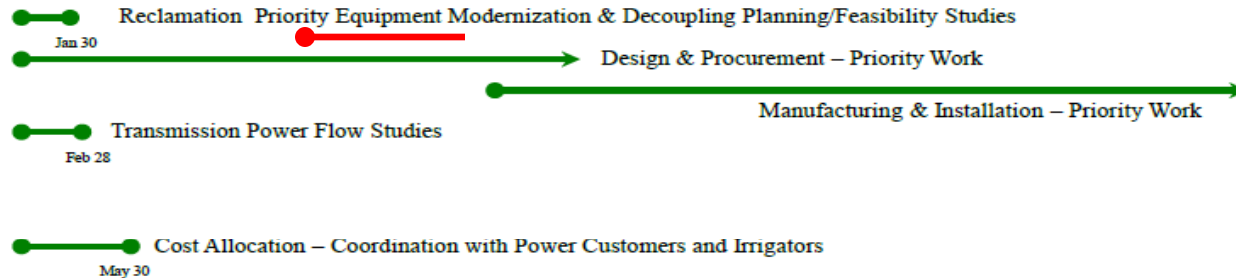 Reclamation Priority Equipment Modernization & Decoupling Planning/Feasibility Studies
Jan 30
Design & Procurement – Priority Work
Manufacturing & Installation – Priority Work
Transmission Power Flow Studies
Feb 28
Cost Allocation – Coordination with Power Customers and Irrigators
May 30